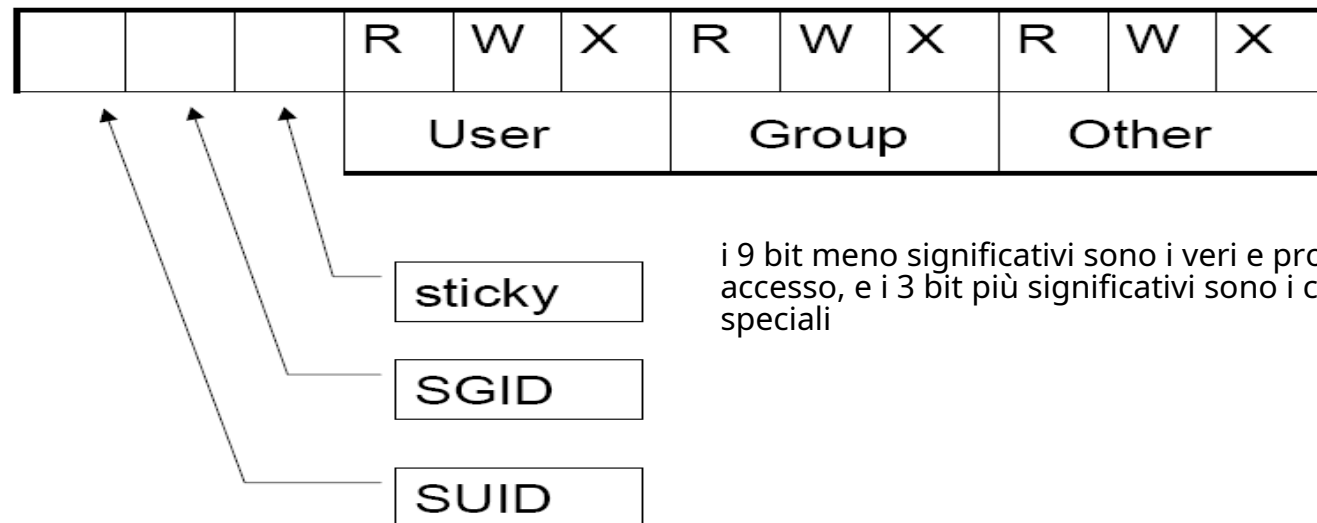 R W X R W X R W X
User Group Other
i 9 bit meno significativi sono i veri e
accesso, e i 3 bit più significativi sono i
speciali
sticky
SGID
SUID